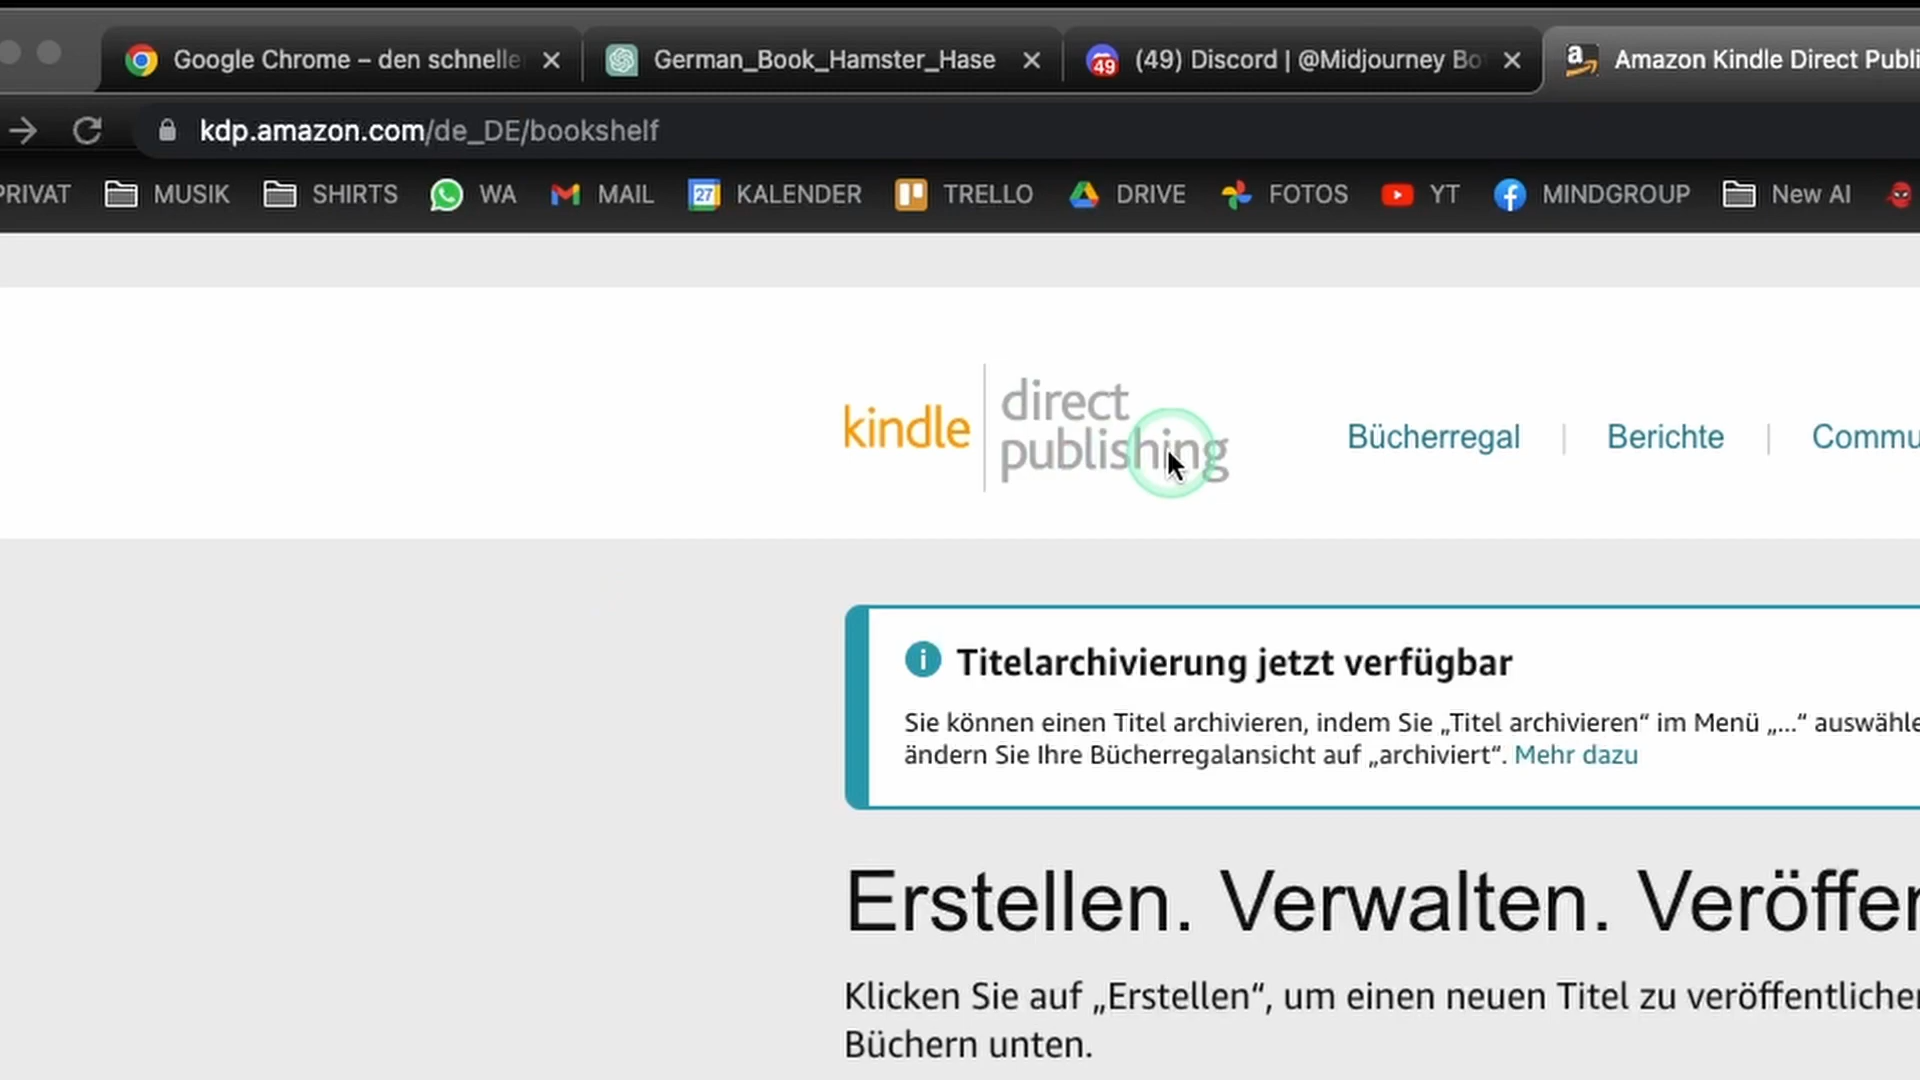 Google Chrome – den schnelle
German_Book_Hamster_Hase
49
(49) Discord | @Midjourney Bo
a
Amazon Kindle Direct Publi
kdp.amazon.com/de_DE/bookshelf
PRIVAT
MUSIK
SHIRTS
WA
MAIL
27
KALENDER
TRELLO
DRIVE
FOTOS
YT
MINDGROUP
New AI
kindle
direct
publishing
Bücherregal
Berichte
Commu
Titelarchivierung jetzt verfügbar
Sie können einen Titel archivieren, indem Sie „Titel archivieren“ im Menü „...“ auswähle
ändern Sie Ihre Bücherregalansicht auf „archiviert“. Mehr dazu
Erstellen. Verwalten. Veröffen
Klicken Sie auf „Erstellen“, um einen neuen Titel zu veröffentlichen
Büchern unten.